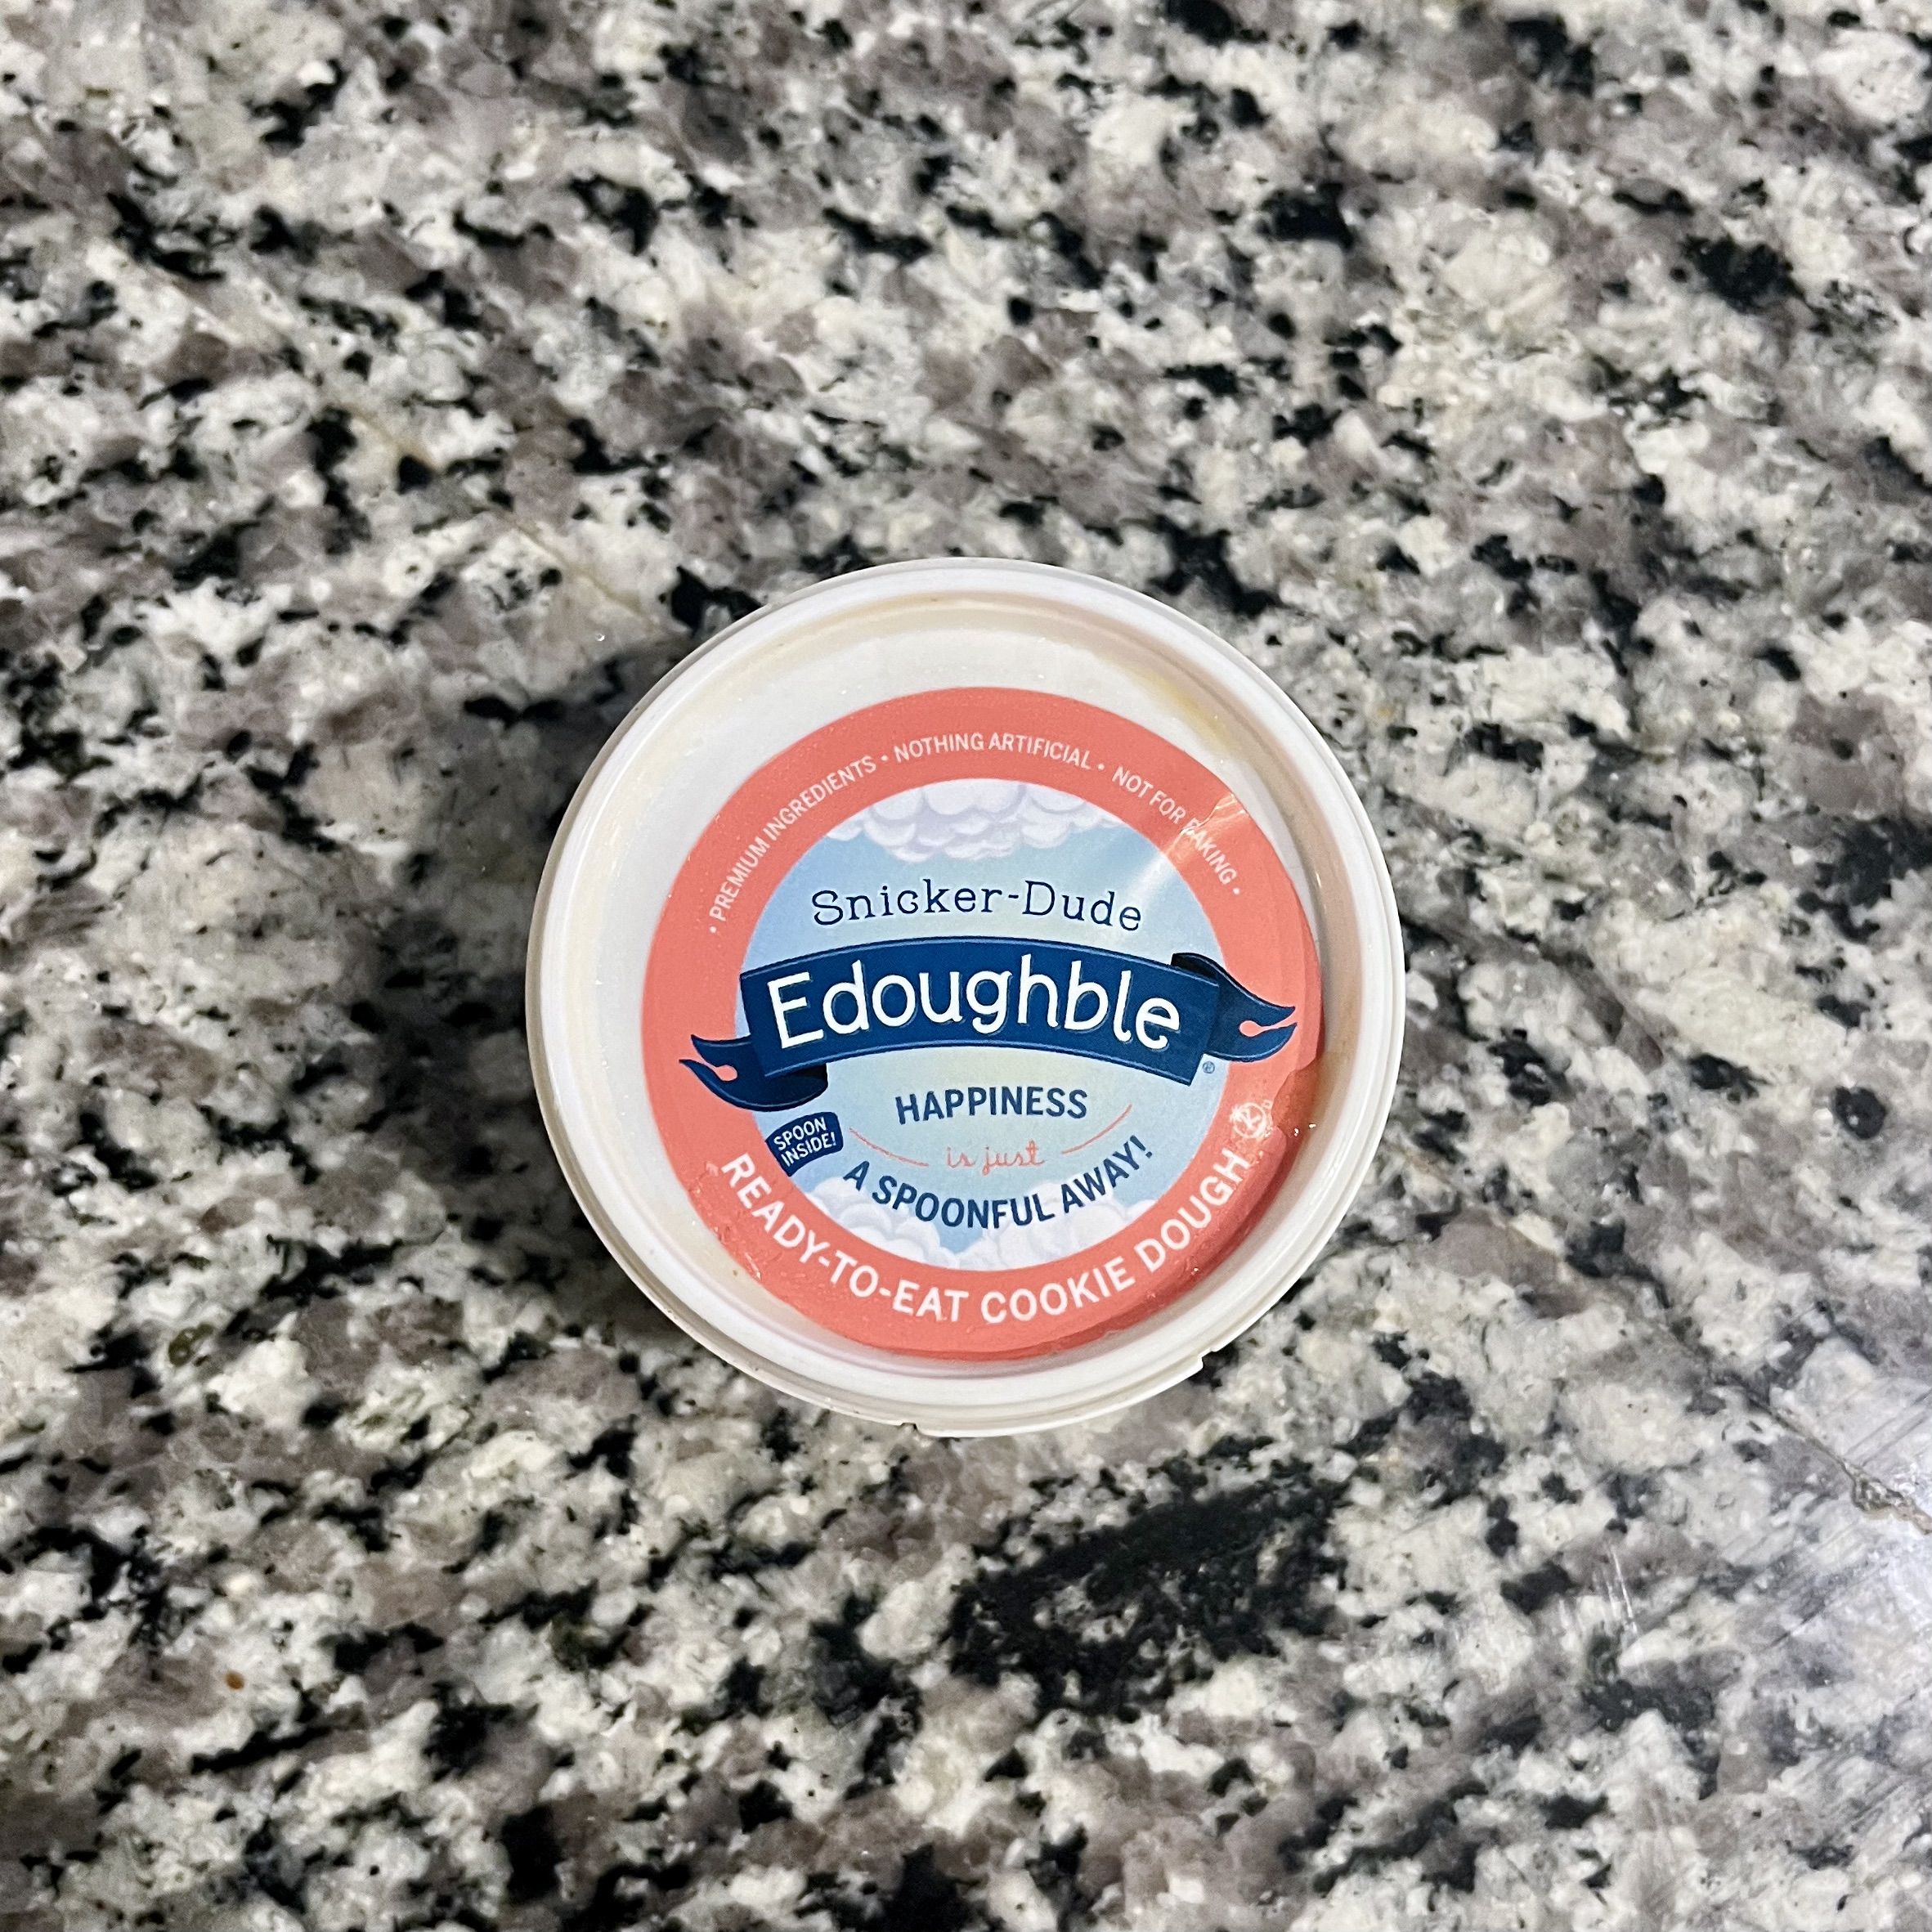 • PREMIUM INGREDIENTS • NOTHING ARTIFICIAL • NOT FOR BAKING •
Snicker-Dude
Edoughble®
HAPPINESS
is just
A SPOONFUL AWAY!
SPOON
INSIDE!
READY-TO-EAT COOKIE DOUGH
K